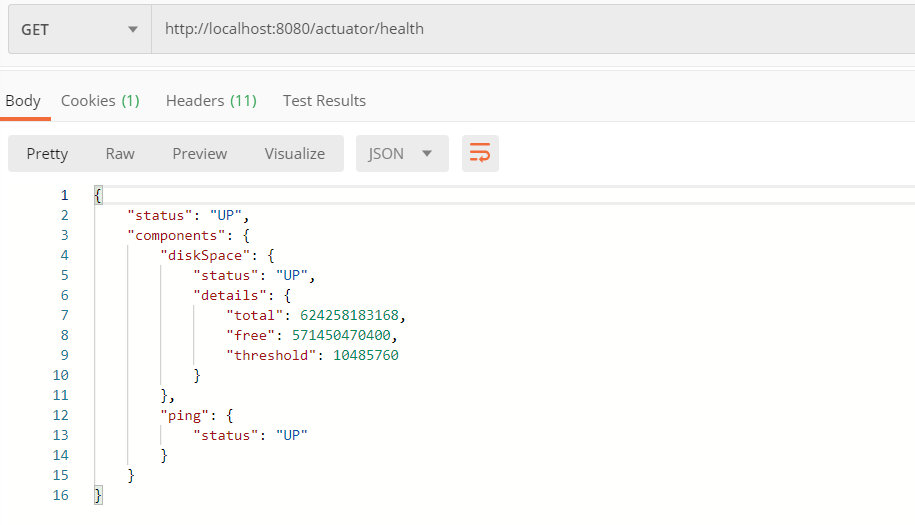 GET http://localhost:8080/actuator/health
Body Cookies (1) Headers (11) Test Results
Pretty Raw Preview Visualize JSON
1 {
2 "status": "UP",
3 "components": {
4 "diskSpace": {
5 "status": "UP",
6 "details": {
7 "total": 624258183168,
8 "free": 571450470400,
9 "threshold": 10485760
10 }
11 },
12 "ping": {
13 "status": "UP"
14 }
15 }
16 }